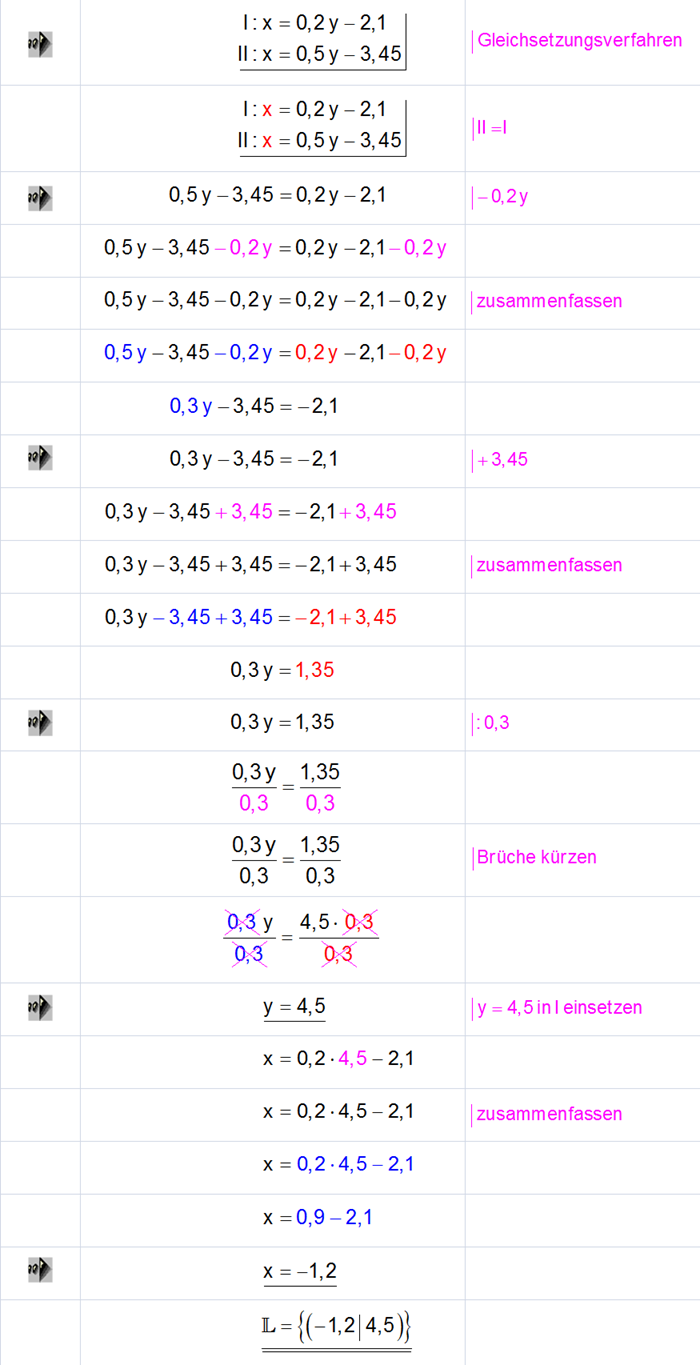 I : x = 0,2 y − 2,1
II : x = 0,5 y − 3,45
|Gleichsetzungsverfahren
I : x = 0,2 y − 2,1
II : x = 0,5 y − 3,45
|II = I
0,5 y − 3,45 = 0,2 y − 2,1 |− 0,2 y
0,5 y − 3,45 − 0,2 y = 0,2 y − 2,1 − 0,2 y
0,5 y − 3,45 − 0,2 y = 0,2 y − 2,1 − 0,2 y |zusammenfassen
0,5 y − 3,45 − 0,2 y = 0,2 y − 2,1 − 0,2 y
0,3 y − 3,45 = −2,1
0,3 y − 3,45 = −2,1 |+ 3,45
0,3 y − 3,45 + 3,45 = −2,1 + 3,45
0,3 y − 3,45 + 3,45 = −2,1 + 3,45 |zusammenfassen
0,3 y − 3,45 + 3,45 = −2,1 + 3,45
0,3 y = 1,35
0,3 y = 1,35 |: 0,3
0,3 y / 0,3 = 1,35 / 0,3
0,3 y / 0,3 = 1,35 / 0,3 |Brüche kürzen
0,3 y / 0,3 = 4,5 · 0,3 / 0,3
y = 4,5 |y = 4,5 in I einsetzen
x = 0,2 · 4,5 − 2,1
x = 0,2 · 4,5 − 2,1 |zusammenfassen
x = 0,2 · 4,5 − 2,1
x = 0,9 − 2,1
x = −1,2
𝕃 = {(−1,2 | 4,5)}